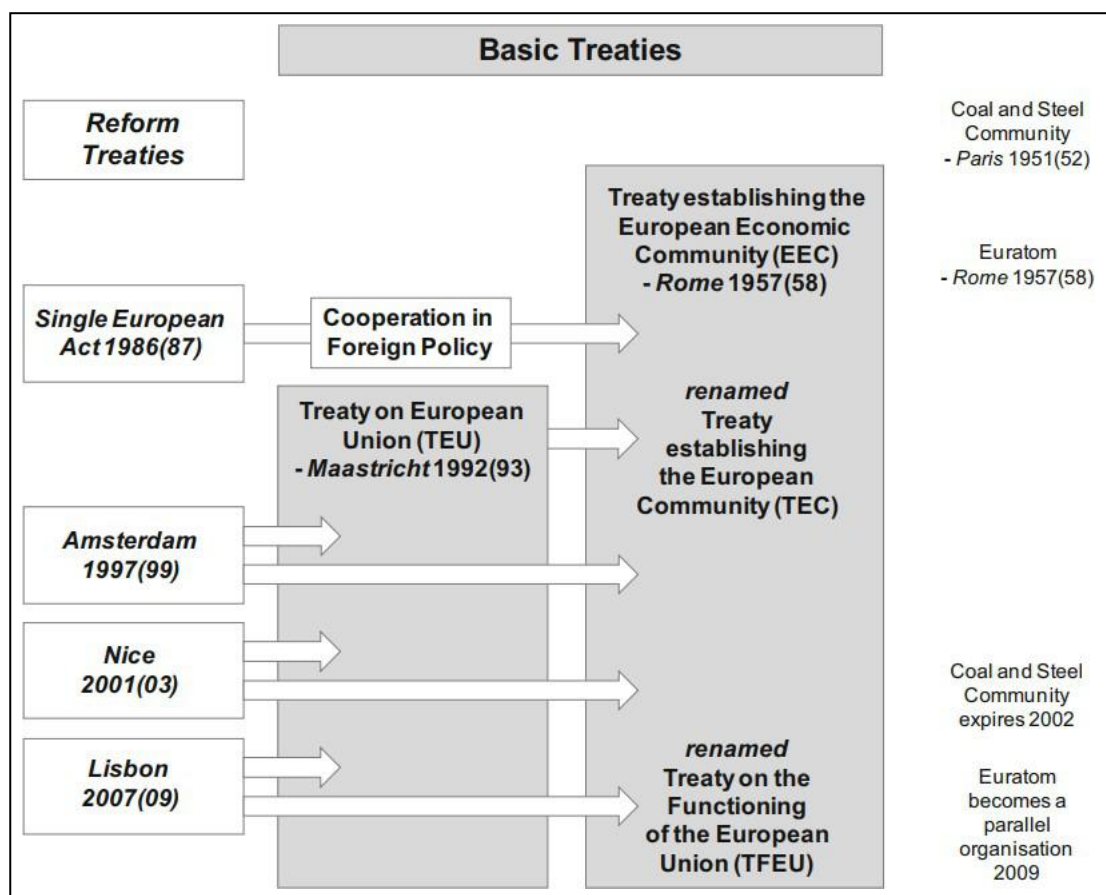 Basic Treaties
Reform
Treaties
Coal and Steel
Community
- Paris 1951(52)
Treaty establishing the
European Economic
Community (EEC)
- Rome 1957(58)
Euratom
- Rome 1957(58)
Single European
Act 1986(87)
Cooperation in
Foreign Policy
Treaty on European
Union (TEU)
- Maastricht 1992(93)
renamed
Treaty
establishing
the European
Community (TEC)
Amsterdam
1997(99)
Nice
2001(03)
Coal and Steel
Community
expires 2002
Lisbon
2007(09)
renamed
Treaty on the
Functioning
of the European
Union (TFEU)
Euratom
becomes a
parallel
organisation
2009